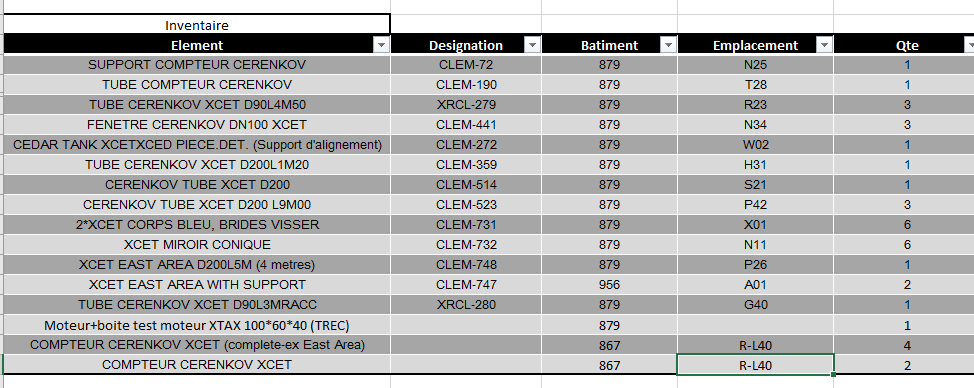 Inventaire
Element Designation Batiment Emplacement Qte
SUPPORT COMPTEUR CERENKOV CLEM-72 879 N25 1
TUBE COMPTEUR CERENKOV CLEM-190 879 T28 1
TUBE CERENKOV XCET D90L4M50 XRCL-279 879 R23 3
FENETRE CERENKOV DN100 XCET CLEM-441 879 N34 3
CEDAR TANK XCETXCED PIECE.DET. (Support d'alignement) CLEM-272 879 W02 1
TUBE CERENKOV XCET D200L1M20 CLEM-359 879 H31 1
CERENKOV TUBE XCET D200 CLEM-514 879 S21 1
CERENKOV TUBE XCET D200 L9M00 CLEM-523 879 P42 3
2*XCET CORPS BLEU, BRIDES VISSER CLEM-731 879 X01 6
XCET MIROIR CONIQUE CLEM-732 879 N11 6
XCET EAST AREA D200L5M (4 metres) CLEM-748 879 P26 1
XCET EAST AREA WITH SUPPORT CLEM-747 956 A01 2
TUBE CERENKOV XCET D90L3MRACC XRCL-280 879 G40 1
Moteur+boite test moteur XTAX 100*60*40 (TREC) 879 1
COMPTEUR CERENKOV XCET (complete-ex East Area) 867 R-L40 4
COMPTEUR CERENKOV XCET 867 R-L40 2